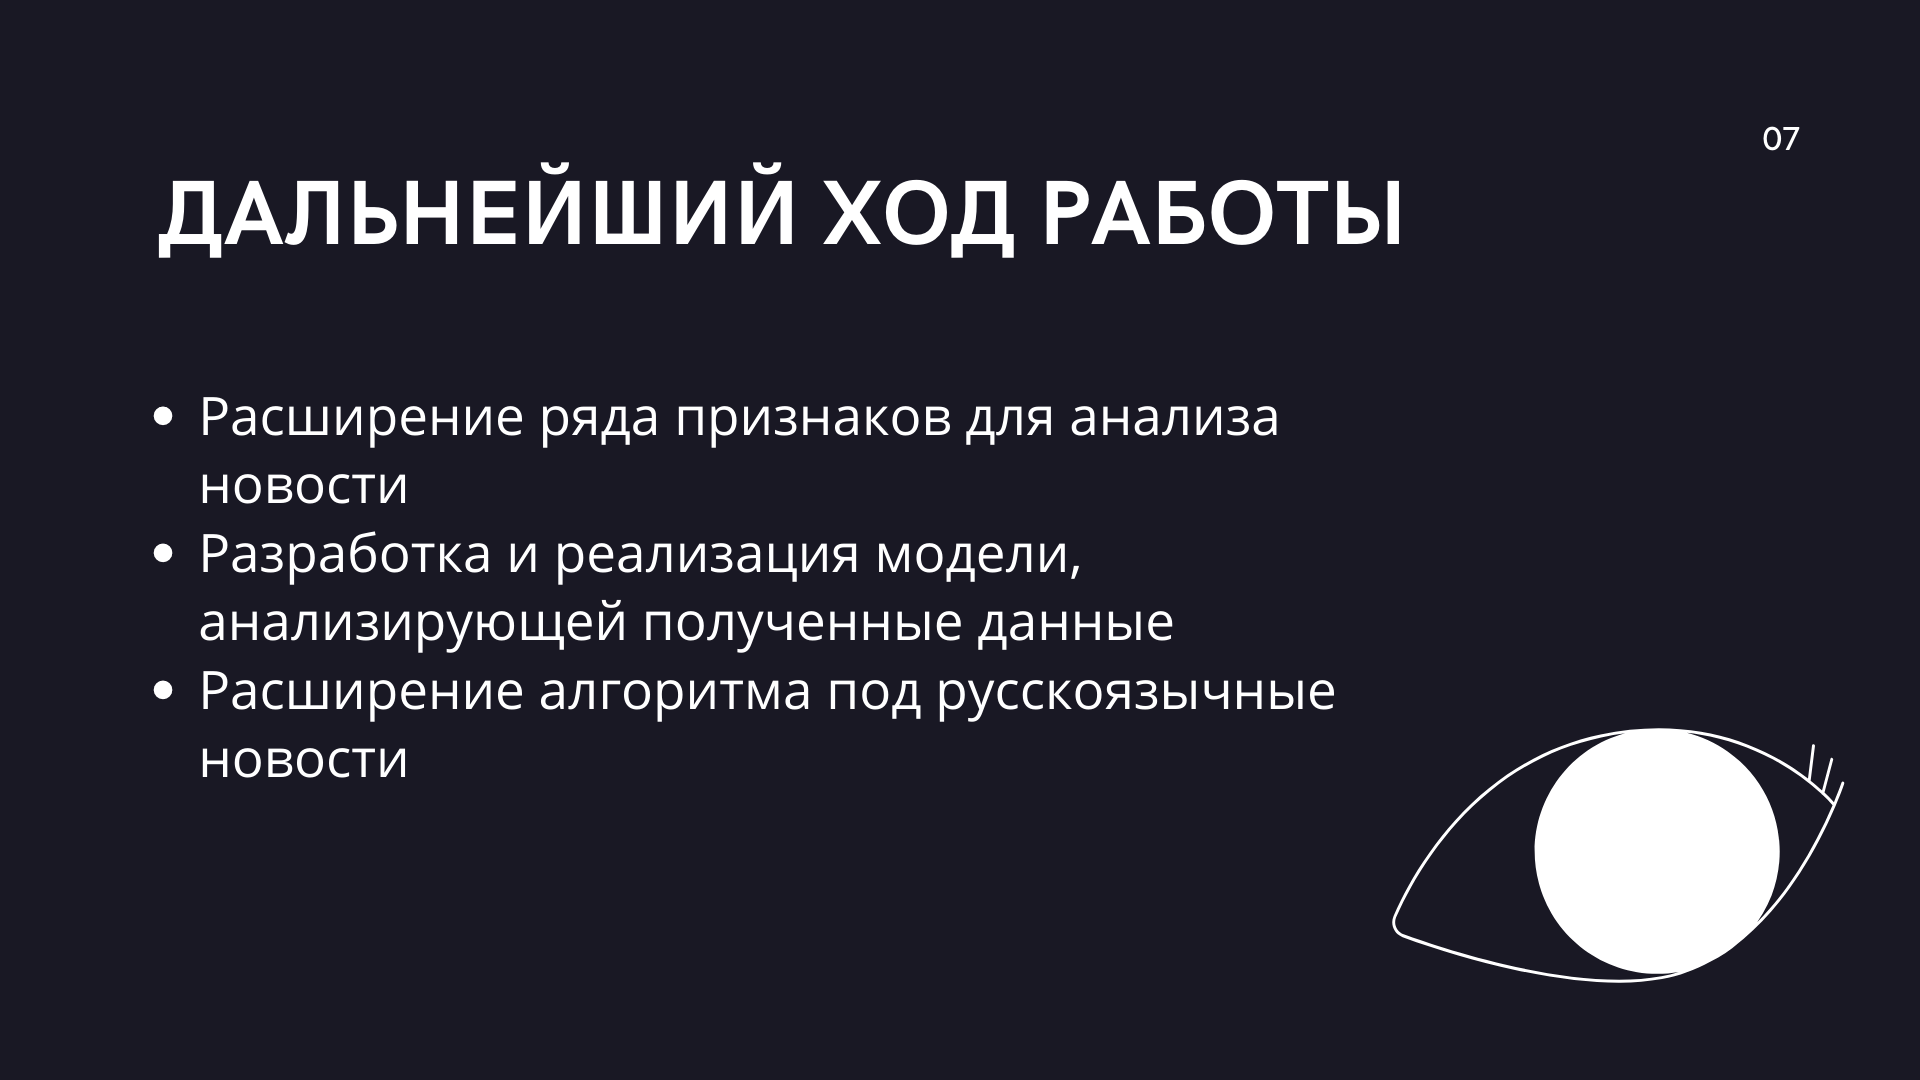 07
ДАЛЬНЕЙШИЙ ХОД РАБОТЫ
• Расширение ряда признаков для анализа
новости
• Разработка и реализация модели,
анализирующей полученные данные
• Расширение алгоритма под русскоязычные
новости